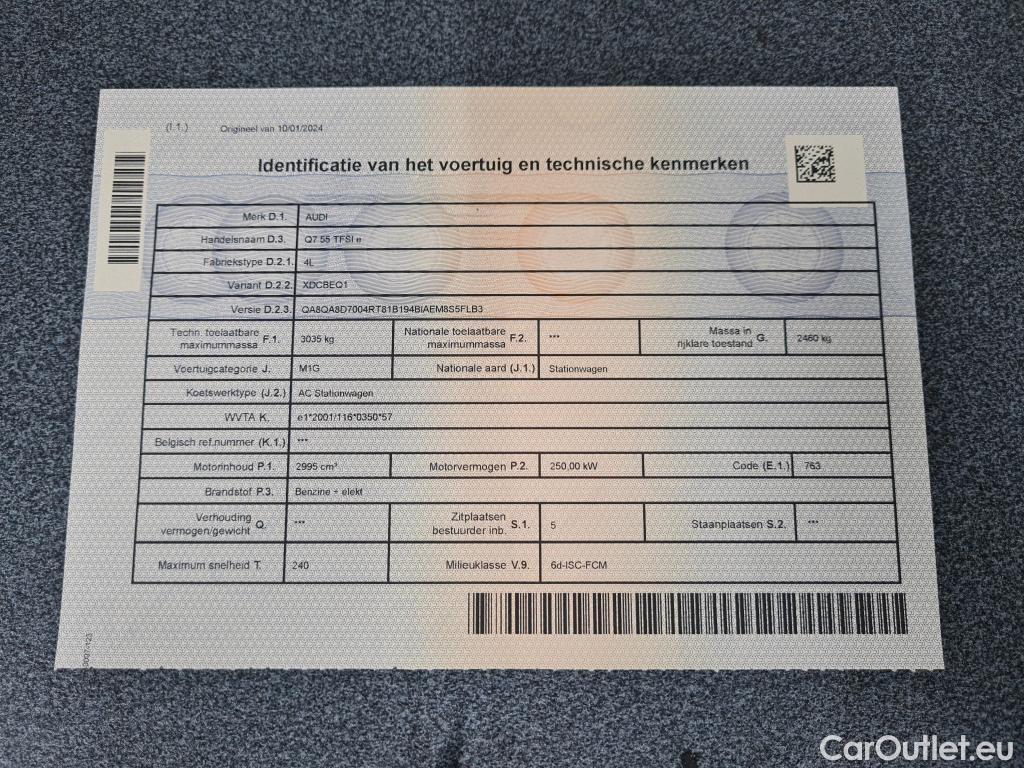 (I.1.) Origineel van 10/01/2024
Identificatie van het voertuig en technische kenmerken
Merk D.1. AUDI
Handelsnaam D.3. Q7 55 TFSI e
Fabriekstype D.2.1. 4L
Variant D.2.2. XDCBEQ1
Versie D.2.3. QA8QA8D7004RT81B194BIAEM8S5FLB3
Techn. toelaatbare maximummassa F.1. 3035 kg Nationale toelaatbare maximummassa F.2. *** Massa in rijklare toestand G. 2460 kg
Voertuigcategorie J. M1G Nationale aard (J.1.) Stationwagen
Koetswerktype (J.2.) AC Stationwagen
WVTA K. e1*2001/116*0350*57
Belgisch ref.nummer (K.1.) ***
Motorinhoud P.1. 2995 cm³ Motorvermogen P.2. 250,00 kW Code (E.1.) 763
Brandstof P.3. Benzine + elekt
Verhouding vermogen/gewicht Q. *** Zitplaatsen bestuurder inb. S.1. 5 Staanplaatsen S.2. ***
Maximum snelheid T. 240 Milieuklasse V.9. 6d-ISC-FCM
CarOutlet.eu